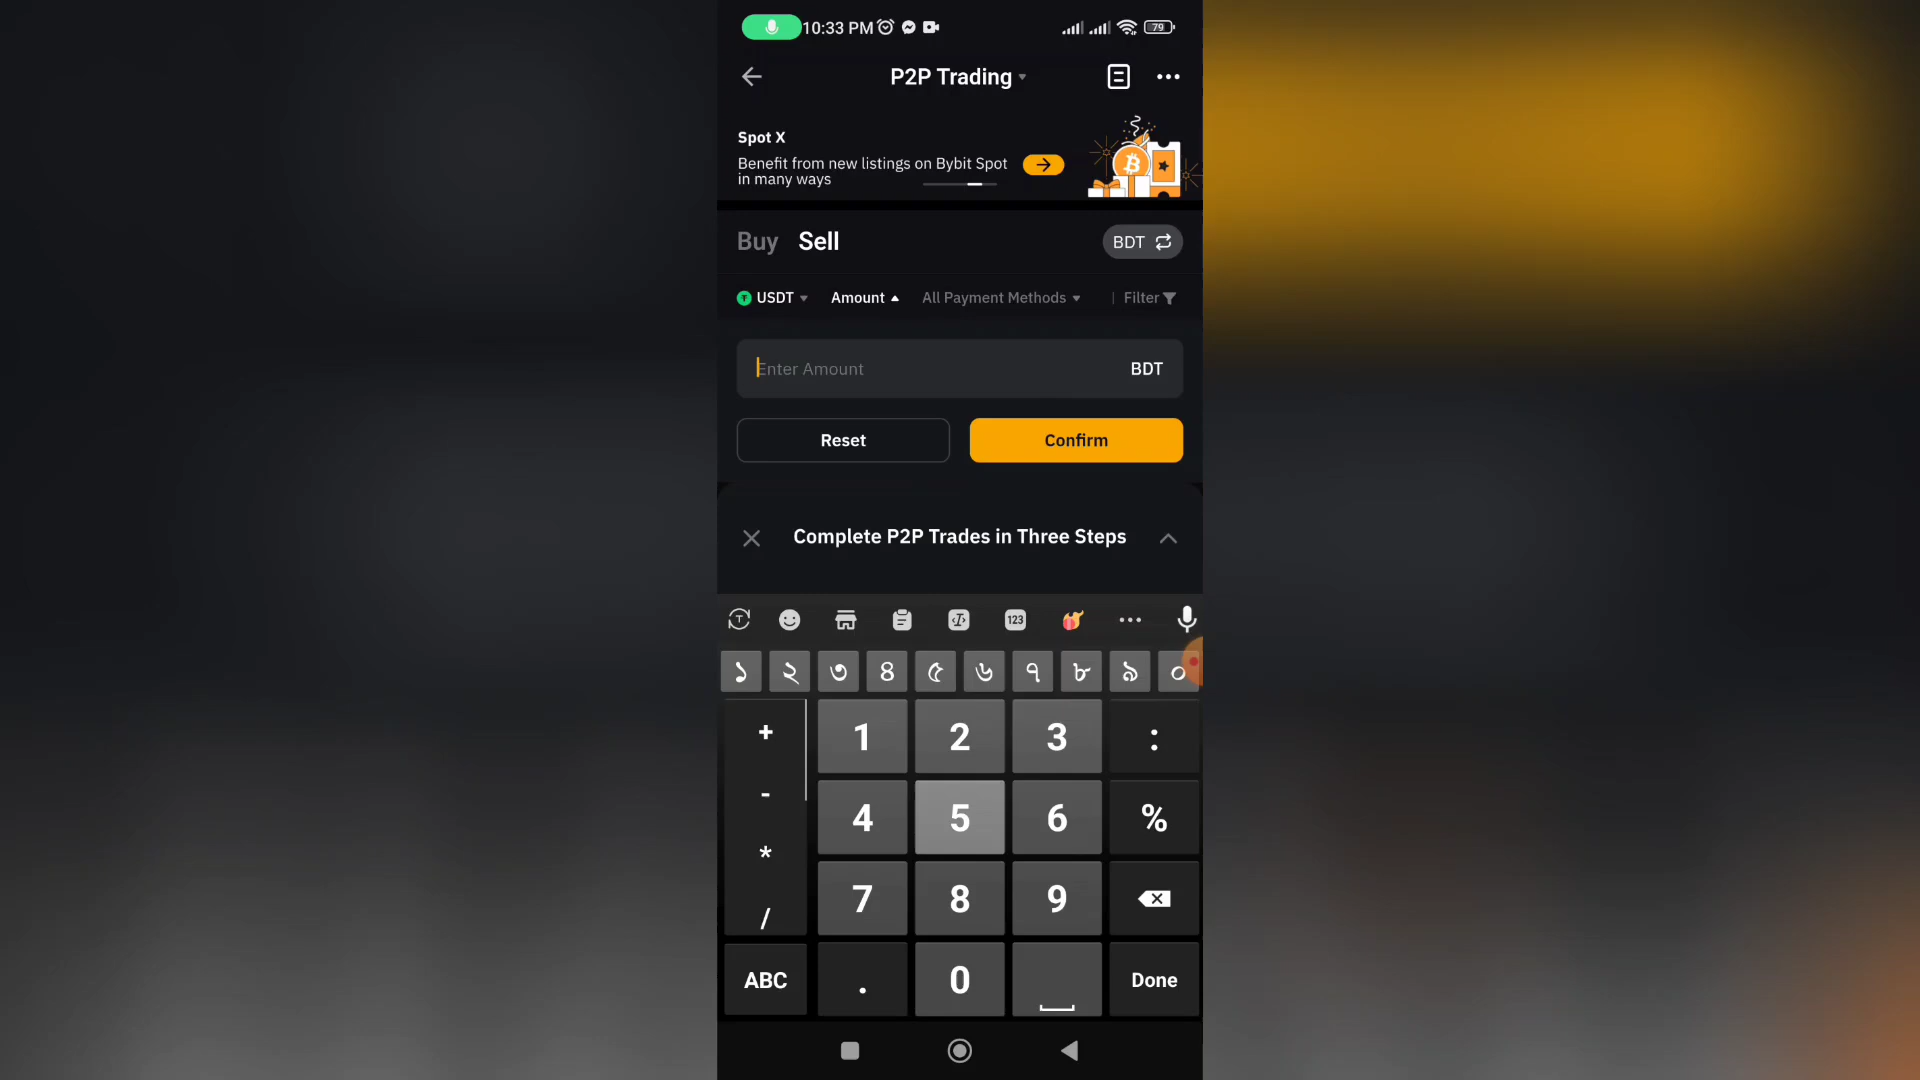 10:33 PM 79
P2P Trading
Spot X
Benefit from new listings on Bybit Spot
in many ways
Buy Sell BDT
USDT Amount All Payment Methods Filter
Enter Amount BDT
Reset Confirm
Complete P2P Trades in Three Steps
123
১ ২ ৩ ৪ ৫ ৬ ৭ ৮ ৯ ০
+ 1 2 3 :
- 4 5 6 %
*
7 8 9
/
ABC . 0 Done